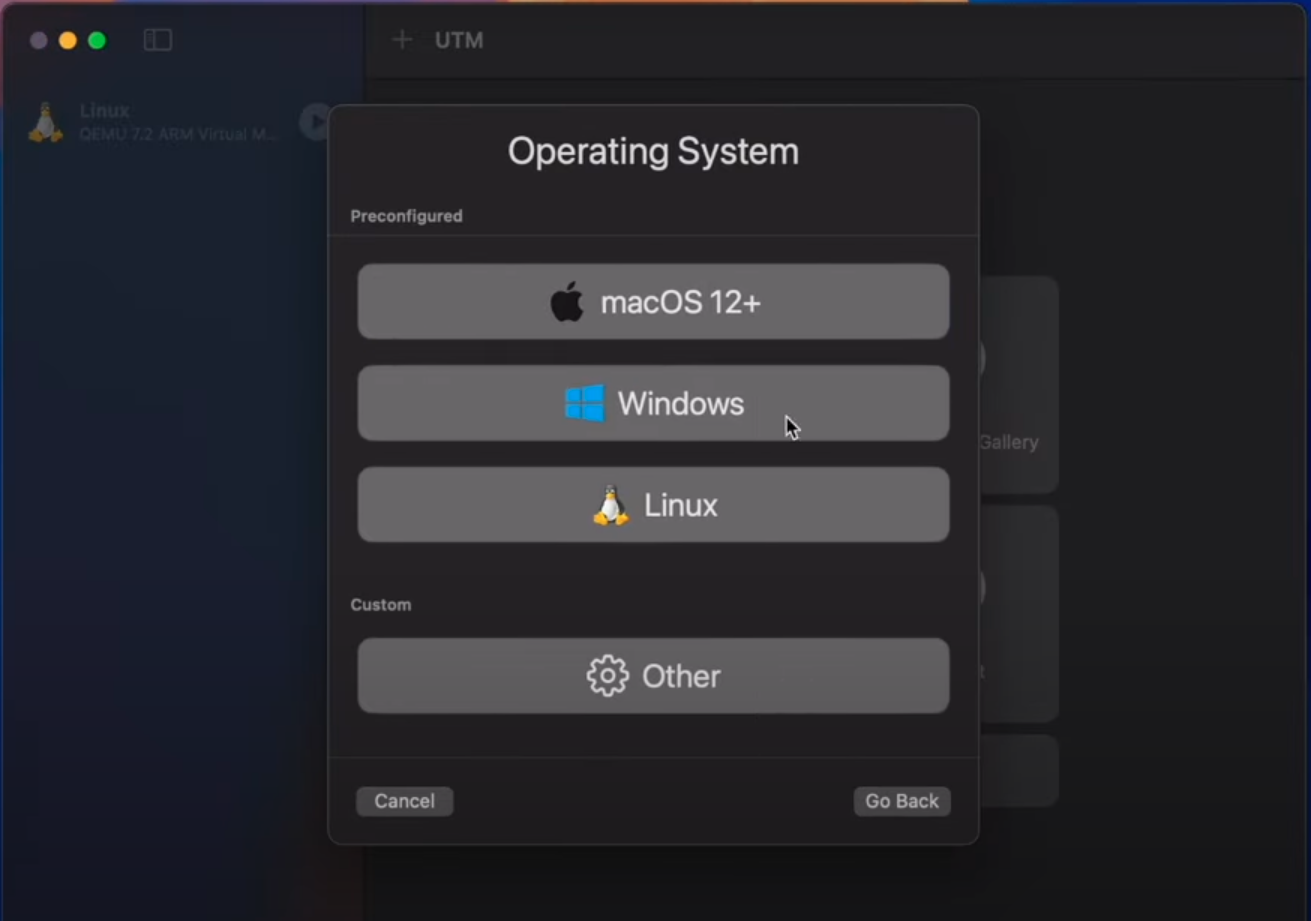 UTM
Linux
QEMU 7.2 ARM Virtual M...
Operating System
Preconfigured
macOS 12+
Windows
Linux
Gallery
Custom
Other
Cancel
Go Back